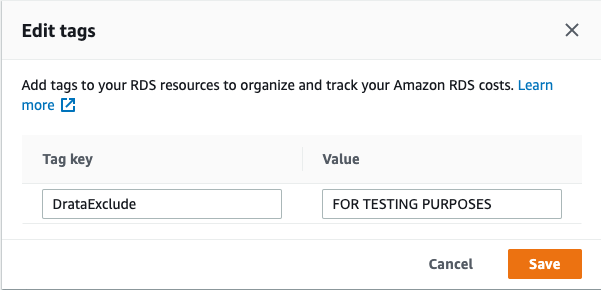 Edit tags
Add tags to your RDS resources to organize and track your Amazon RDS costs. Learn
more
Tag key Value
DrataExclude FOR TESTING PURPOSES
Cancel Save